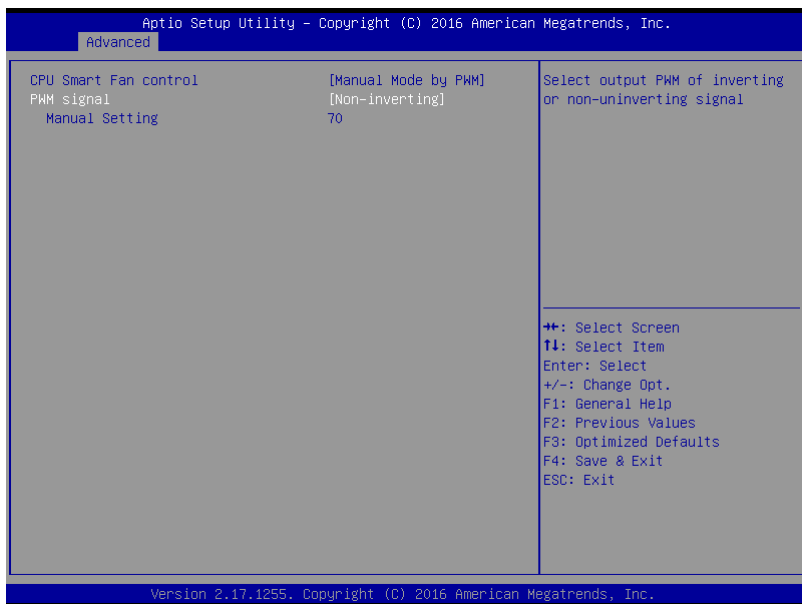 Aptio Setup Utility – Copyright (C) 2016 American Megatrends, Inc.
Advanced
CPU Smart Fan control [Manual Mode by PWM]
PWM signal [Non-inverting]
Manual Setting 70
Select output PWM of inverting
or non-uninverting signal
→←: Select Screen
↑↓: Select Item
Enter: Select
+/-: Change Opt.
F1: General Help
F2: Previous Values
F3: Optimized Defaults
F4: Save & Exit
ESC: Exit
Version 2.17.1255. Copyright (C) 2016 American Megatrends, Inc.